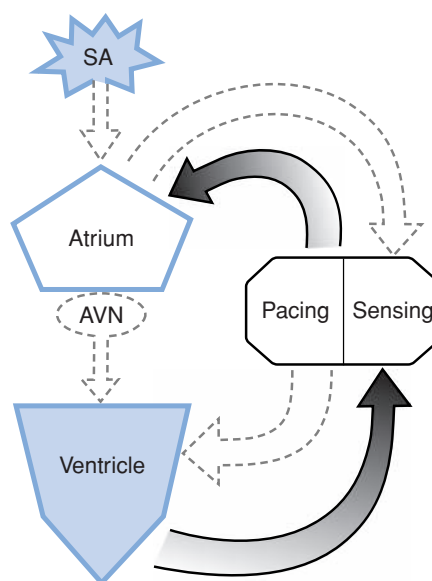 SA
Atrium
AVN
Pacing
Sensing
Ventricle